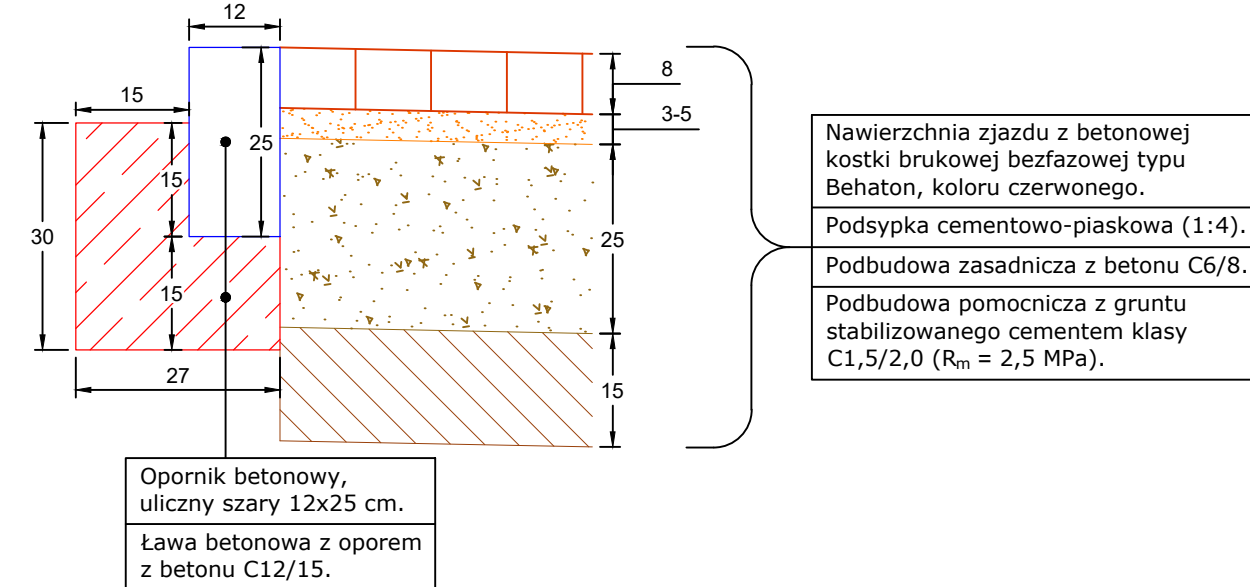 12
15
8
3-5
25
15
30
25
15
27
15
Nawierzchnia zjazdu z betonowej
kostki brukowej bezfazowej typu
Behaton, koloru czerwonego.
Podsypka cementowo-piaskowa (1:4).
Podbudowa zasadnicza z betonu C6/8.
Podbudowa pomocnicza z gruntu
stabilizowanego cementem klasy
C1,5/2,0 (Rm = 2,5 MPa).
Opornik betonowy,
uliczny szary 12x25 cm.
Ława betonowa z oporem
z betonu C12/15.